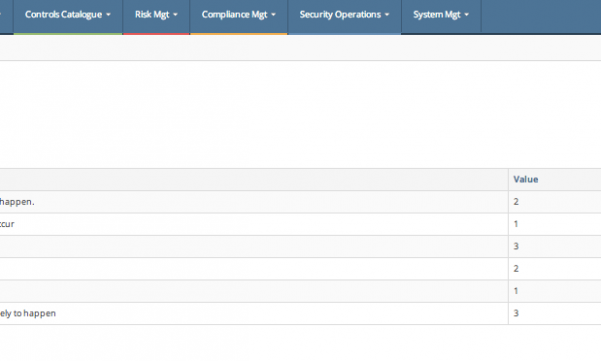 Controls Catalogue Risk Mgt Compliance Mgt Security Operations System Mgt
Value
happen. 2
1
3
2
1
ely to happen 3